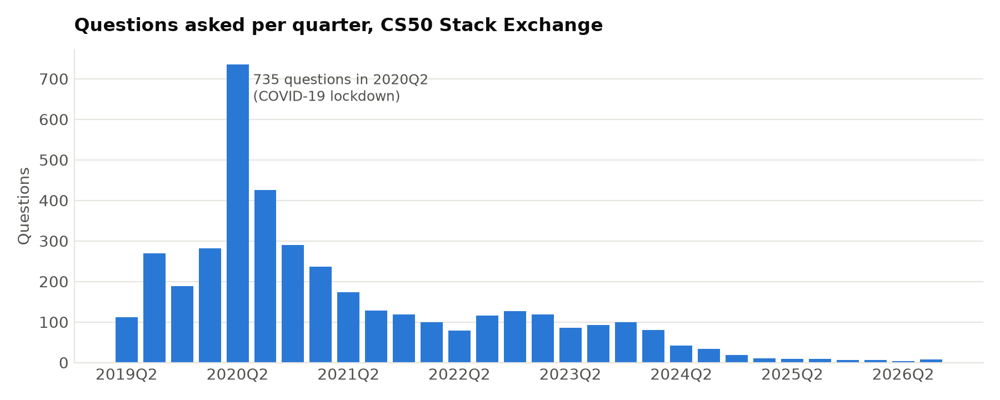 Questions asked per quarter, CS50 Stack Exchange
735 questions in 2020Q2
(COVID-19 lockdown)
Questions
700
600
500
400
300
200
100
0
2019Q2 2020Q2 2021Q2 2022Q2 2023Q2 2024Q2 2025Q2 2026Q2